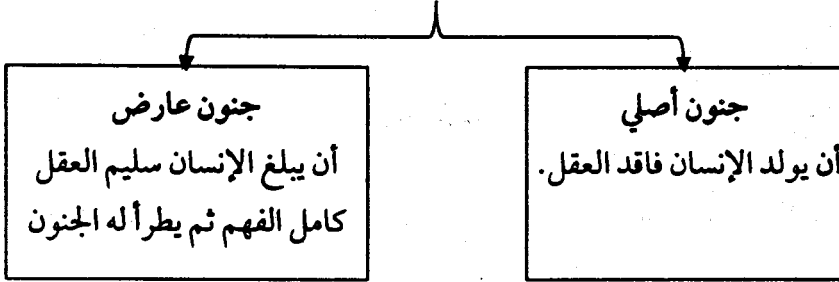 جنون أصلي
أن يولد الإنسان فاقد العقل.
جنون عارض
أن يبلغ الإنسان سليم العقل
كامل الفهم ثم يطرأ له الجنون